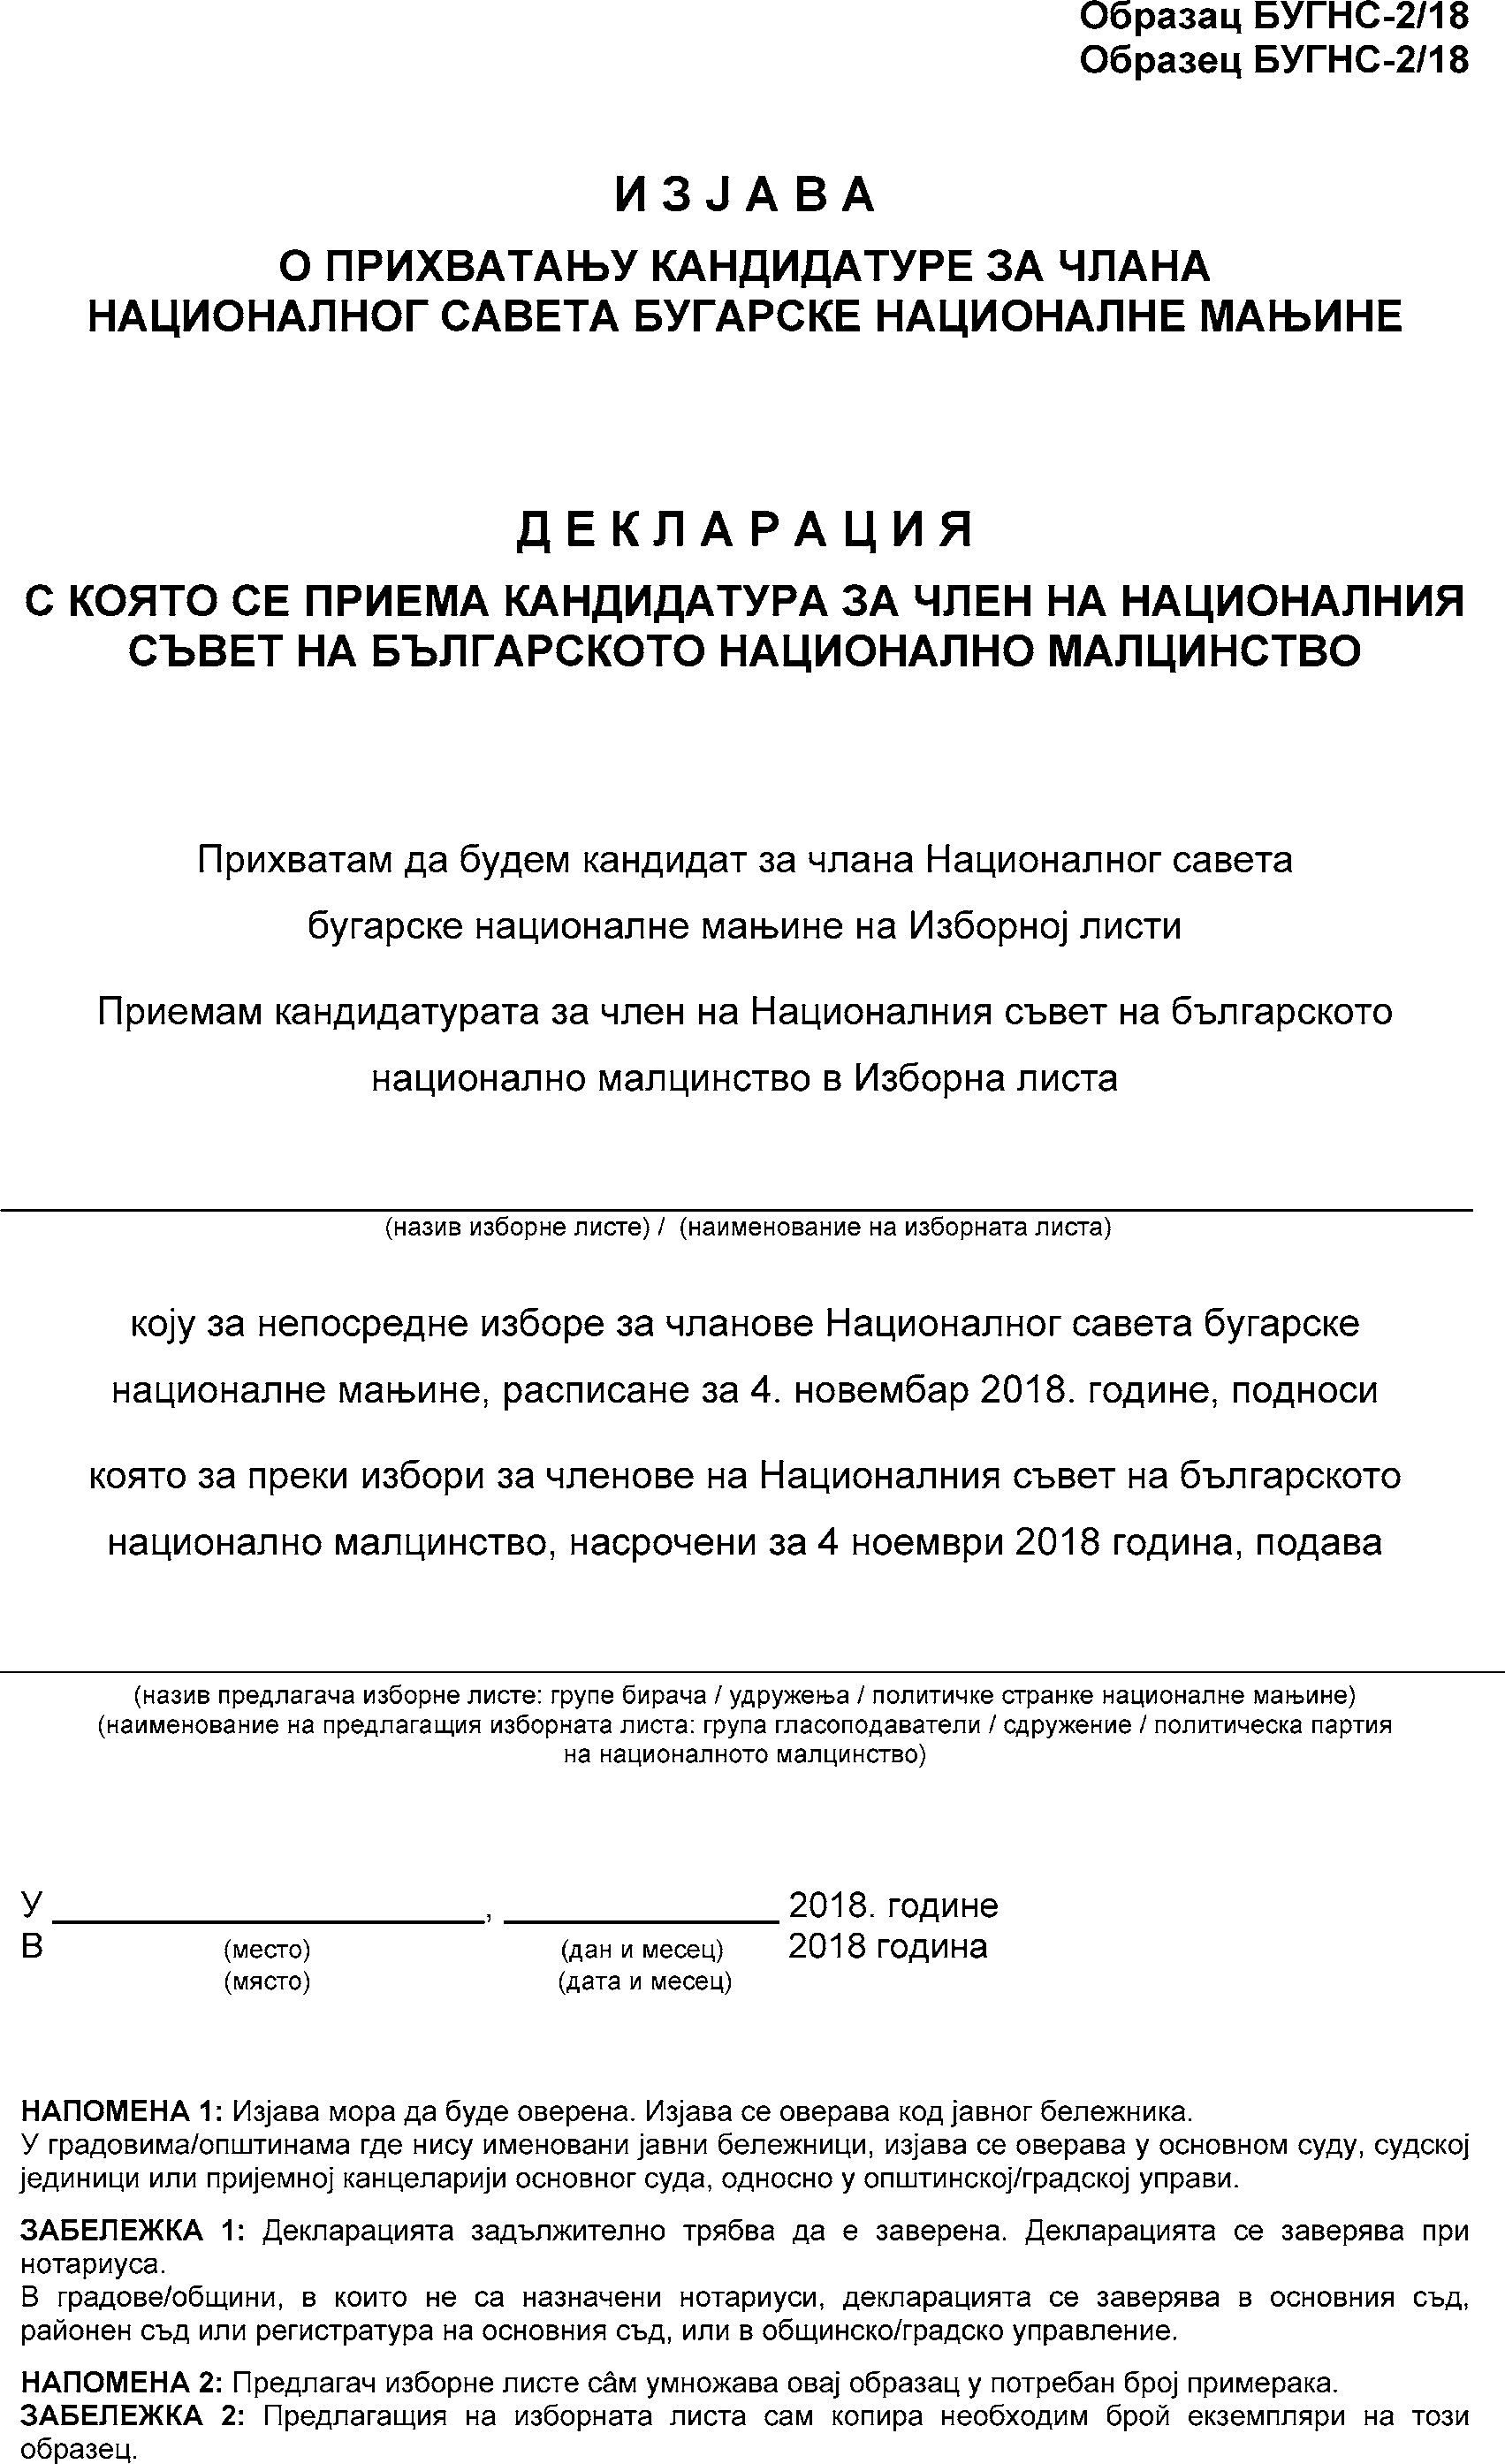 Образац БУГНС-2/18
Образец БУГНС-2/18
И З Ј А В А
О ПРИХВАТАЊУ КАНДИДАТУРЕ ЗА ЧЛАНА
НАЦИОНАЛНОГ САВЕТА БУГАРСКЕ НАЦИОНАЛНЕ МАЊИНЕ
Д Е К Л А Р А Ц И Я
С КОЯТО СЕ ПРИЕМА КАНДИДАТУРА ЗА ЧЛЕН НА НАЦИОНАЛНИЯ
СЪВЕТ НА БЪЛГАРСКОТО НАЦИОНАЛНО МАЛЦИНСТВО
Прихватам да будем кандидат за члана Националног савета
бугарске националне мањине на Изборној листи
Приемам кандидатурата за член на Националния съвет на българското
национално малцинство в Изборна листа
(назив изборне листе) / (наименование на изборната листа)
коју за непосредне изборе за чланове Националног савета бугарске
националне мањине, расписане за 4. новембар 2018. године, подноси
която за преки избори за членове на Националния съвет на българското
национално малцинство, насрочени за 4 ноември 2018 година, подава
(назив предлагача изборне листе: групе бирача / удружења / политичке странке националне мањине)
(наименование на предлагащия изборната листа: група гласоподаватели / сдружение / политическа партия
на националното малцинство)
У ____________________, _____________ 2018. године
В (место) (дан и месец) 2018 година
(място) (дата и месец)
НАПОМЕНА 1: Изјава мора да буде оверена. Изјава се оверава код јавног бележника.
У градовима/општинама где нису именовани јавни бележници, изјава се оверава у основном суду, судској
јединици или пријемној канцеларији основног суда, односно у општинској/градској управи.
ЗАБЕЛЕЖКА 1: Декларацията задължително трябва да е заверена. Декларацията се заверява при
нотариуса.
В градове/общини, в които не са назначени нотариуси, декларацията се заверява в основния съд,
районен съд или регистратура на основния съд, или в общинско/градско управление.
НАПОМЕНА 2: Предлагач изборне листе сâм умножава овај образац у потребан број примерака.
ЗАБЕЛЕЖКА 2: Предлагащия на изборната листа сам копира необходим брой екземпляри на този
образец.